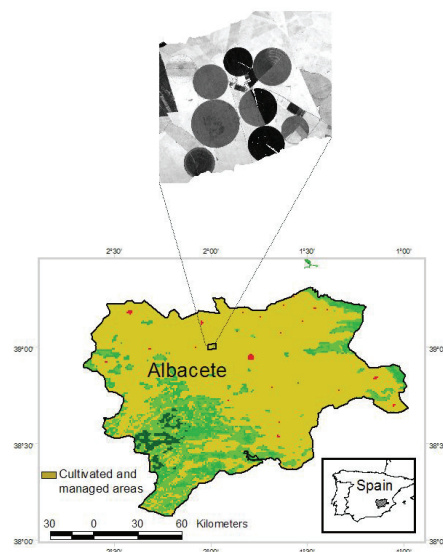 2°30' 2°00' 1°30' 1°00'
Albacete
38°30'
Cultivated and
managed areas
Spain
30 0 30 60 Kilometers
38°00'